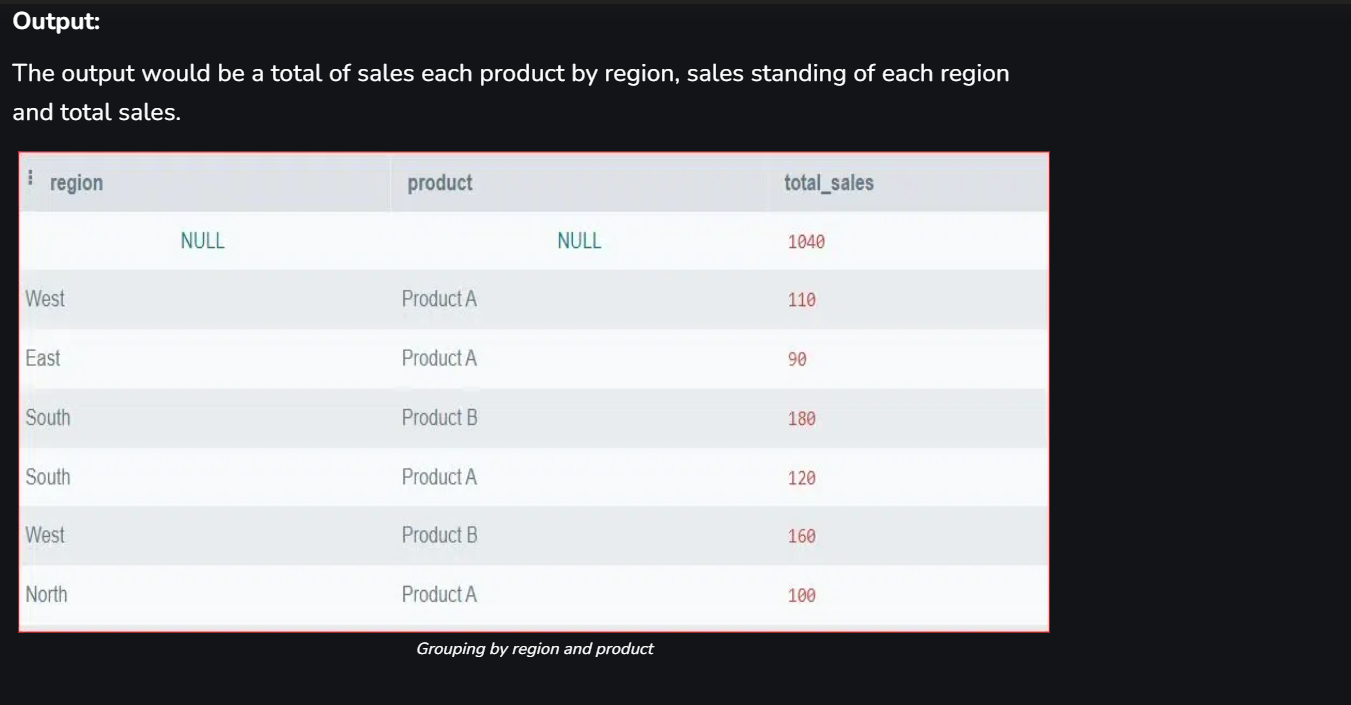 Output:
The output would be a total of sales each product by region, sales standing of each region
and total sales.
region product total_sales
NULL NULL 1040
West Product A 110
East Product A 90
South Product B 180
South Product A 120
West Product B 160
North Product A 100
Grouping by region and product